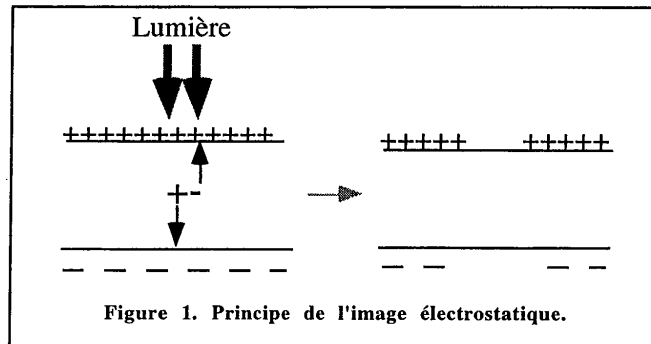 Lumière
++++++++++++
+++++ +++++
+-
— — — — — — — — — —
Figure 1. Principe de l'image électrostatique.